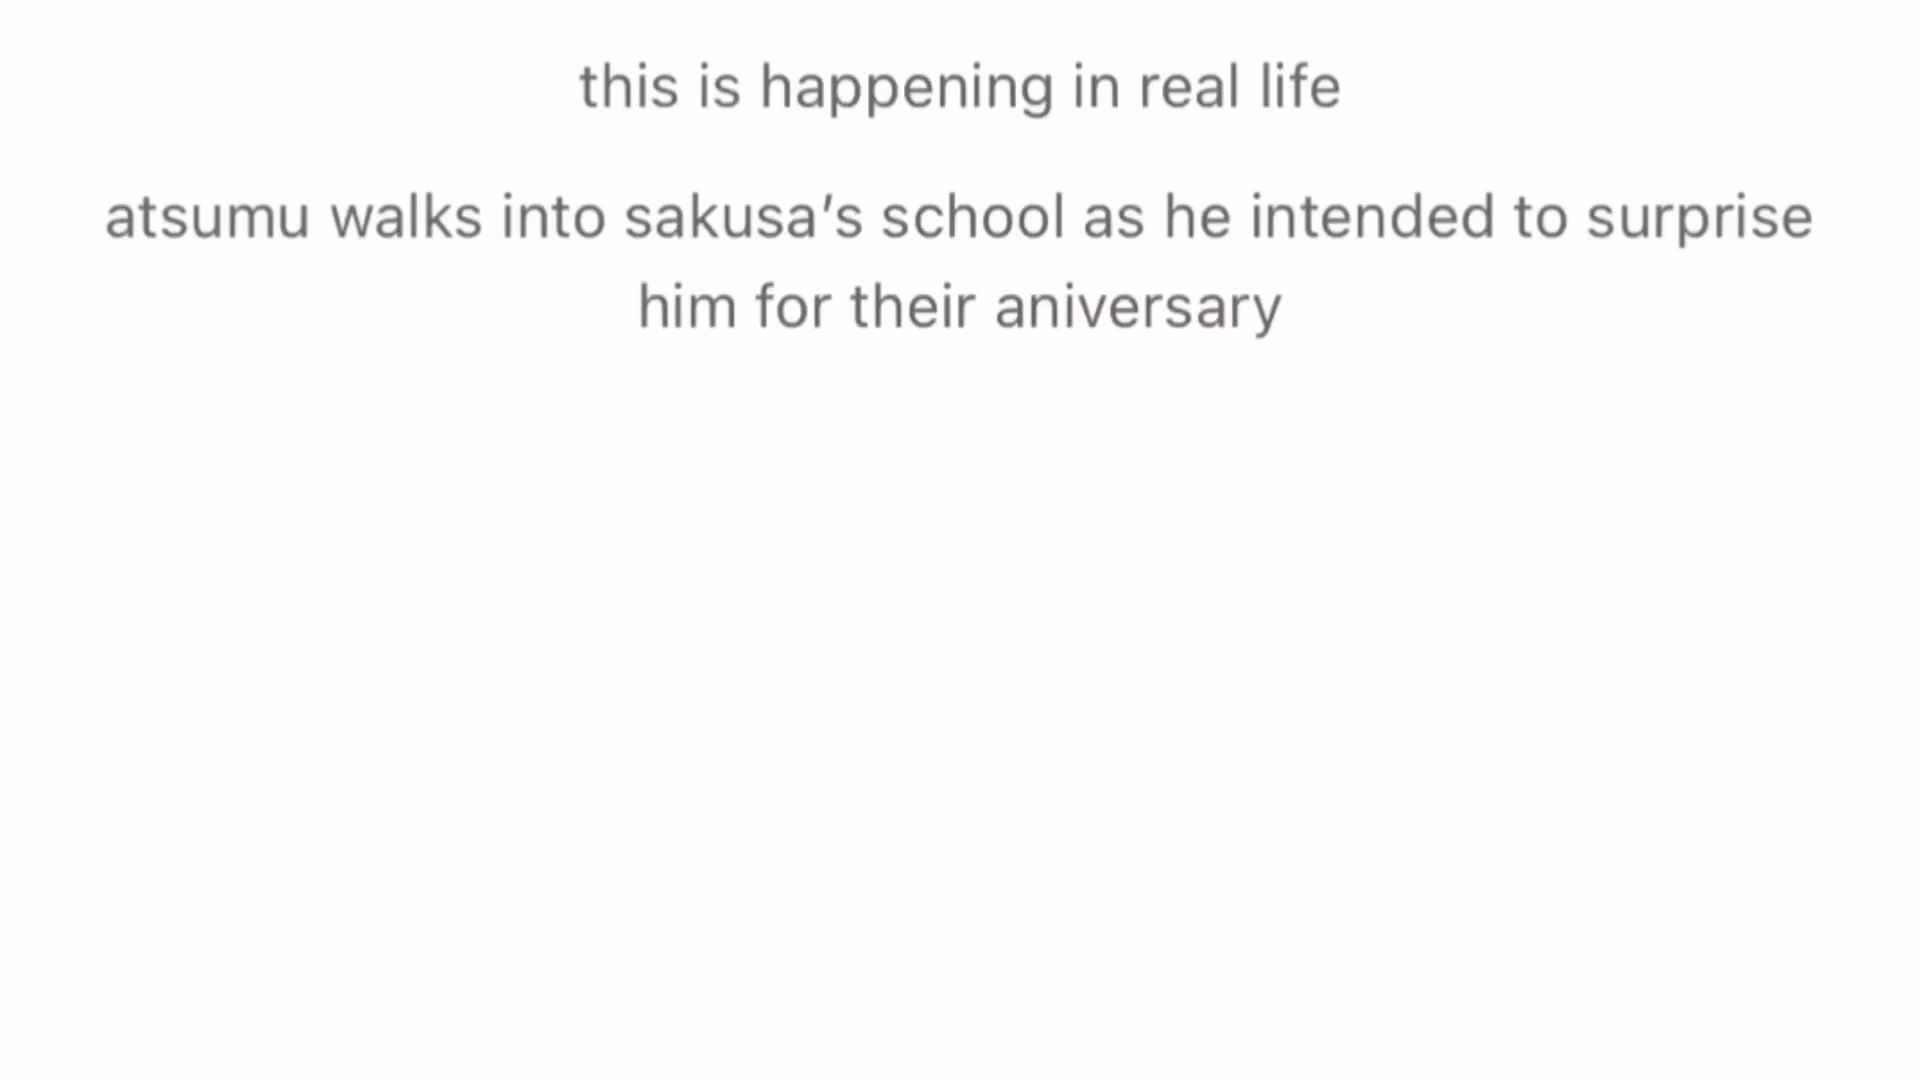 this is happening in real life
atsumu walks into sakusa’s school as he intended to surprise
him for their aniversary